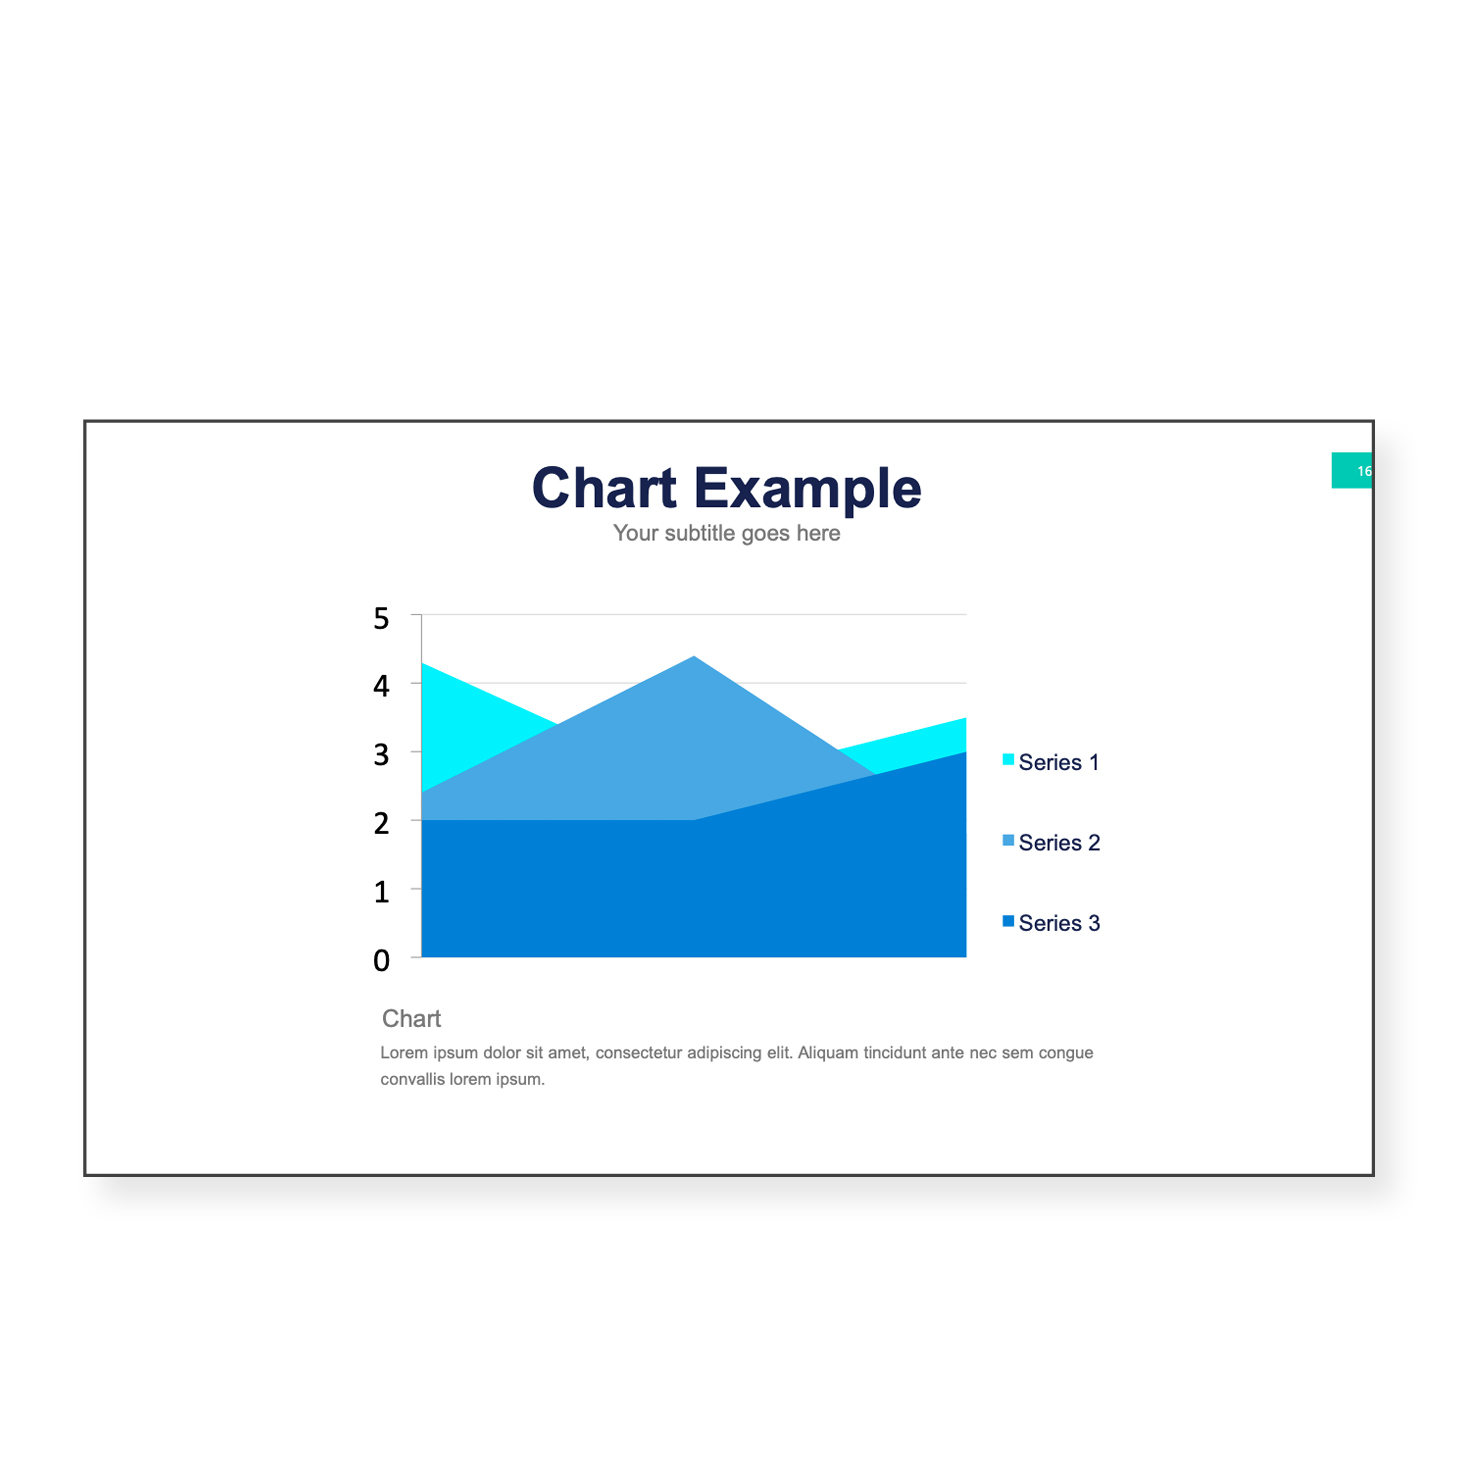 Chart Example
16
Your subtitle goes here
5
4
3
2
1
0
Series 1
Series 2
Series 3
Chart
Lorem ipsum dolor sit amet, consectetur adipiscing elit. Aliquam tincidunt ante nec sem congue
convallis lorem ipsum.